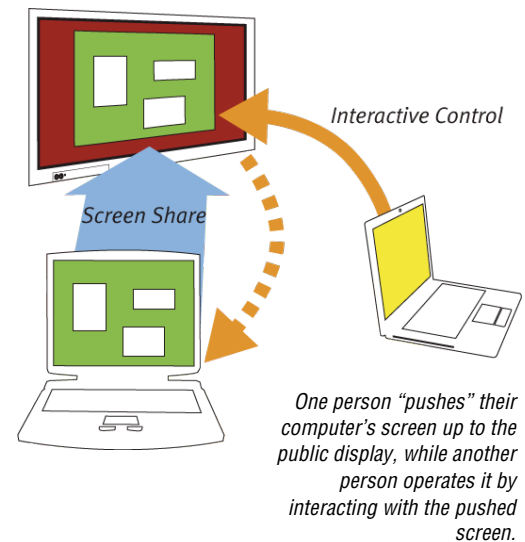 Interactive Control
Screen Share
One person “pushes” their
computer’s screen up to the
public display, while another
person operates it by
interacting with the pushed
screen.